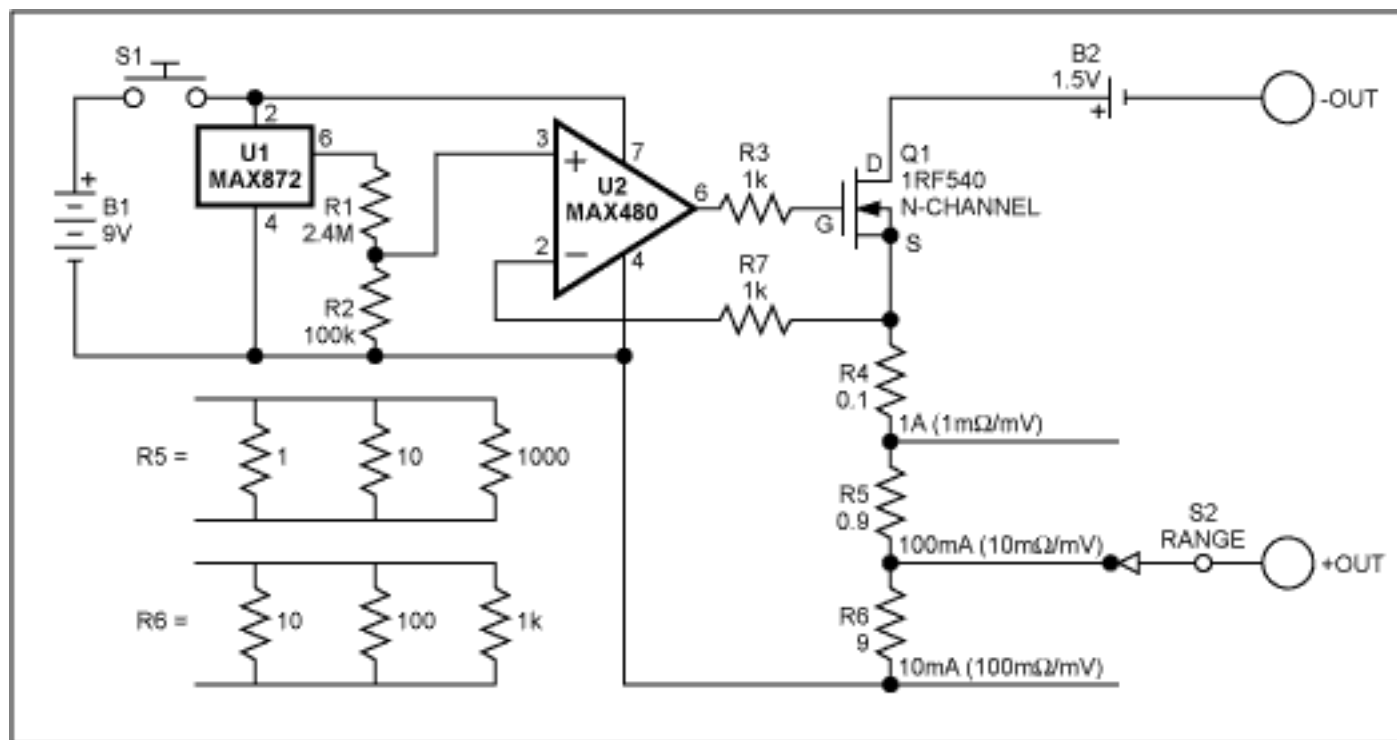 S1
B2
1.5V
+
-OUT
2
6
U1
MAX872
4
+
B1
9V
R1
2.4M
R2
100k
3
+
7
U2
MAX480
6
2
−
4
R3
1k
D
Q1
1RF540
N-CHANNEL
G
S
R7
1k
R4
0.1
1A (1mΩ/mV)
R5 =
1
10
1000
R5
0.9
100mA (10mΩ/mV)
S2
RANGE
+OUT
R6 =
10
100
1k
R6
9
10mA (100mΩ/mV)